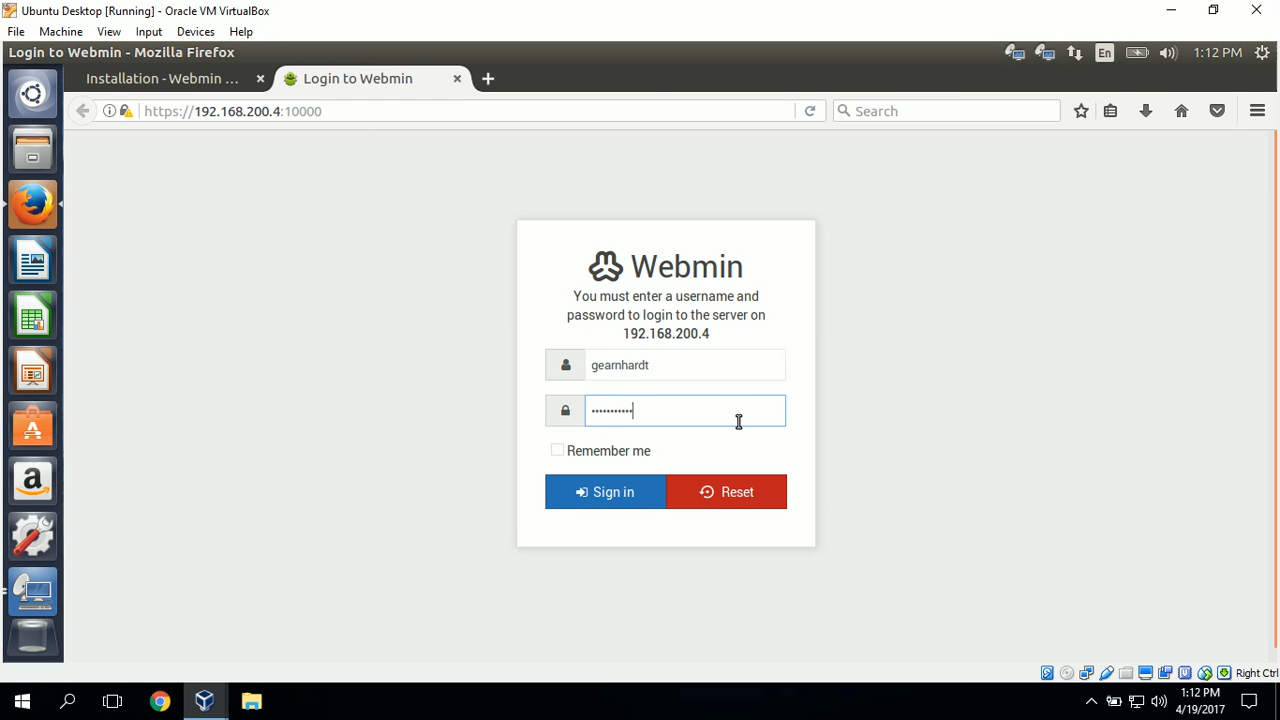 Ubuntu Desktop [Running] - Oracle VM VirtualBox
File Machine View Input Devices Help
Login to Webmin - Mozilla Firefox
En
1:12 PM
Installation - Webmin ...
Login to Webmin
https://192.168.200.4:10000
Search
Webmin
You must enter a username and
password to login to the server on
192.168.200.4
gearnhardt
•••••••••••
Remember me
Sign in
Reset
Right Ctrl
1:12 PM
4/19/2017